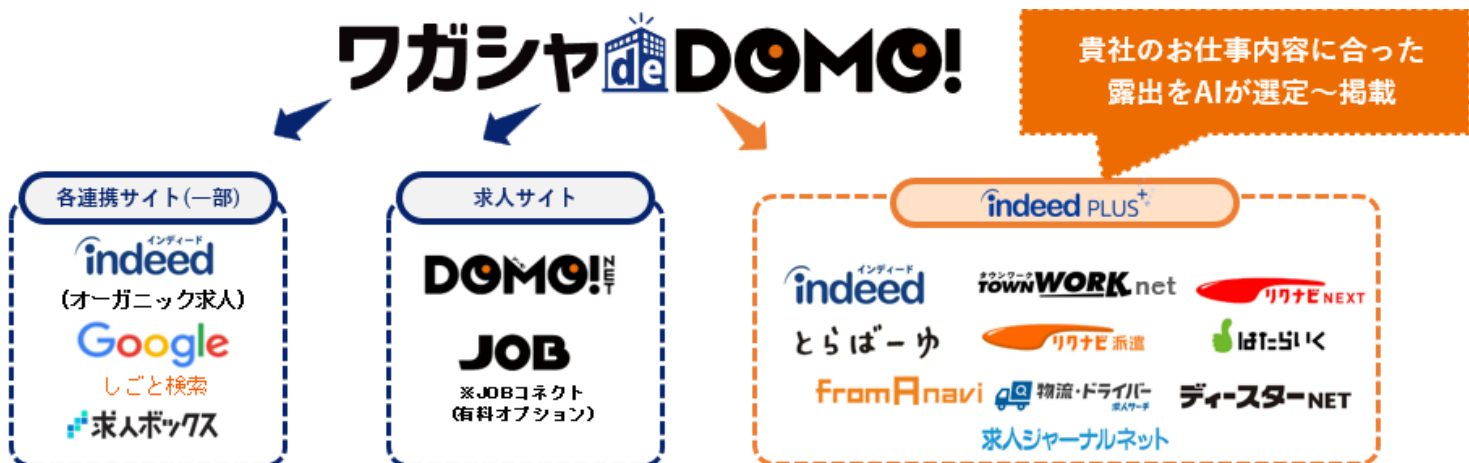 ワガシャdeDOMO!
貴社のお仕事内容に合った
露出をAIが選定～掲載
各連携サイト(一部)
インディード
indeed
(オーガニック求人)
Google
しごと検索
求人ボックス
求人サイト
DOMO!NET
JOB
※JOBコネクト
(有料オプション)
indeed PLUS+
インディード
indeed
タウンワーク
TOWNWORK.net
リクナビNEXT
とらばーゆ
リクナビ派遣
はたらいく
fromAnavi
物流・ドライバー
求人サーチ
ディースターNET
求人ジャーナルネット